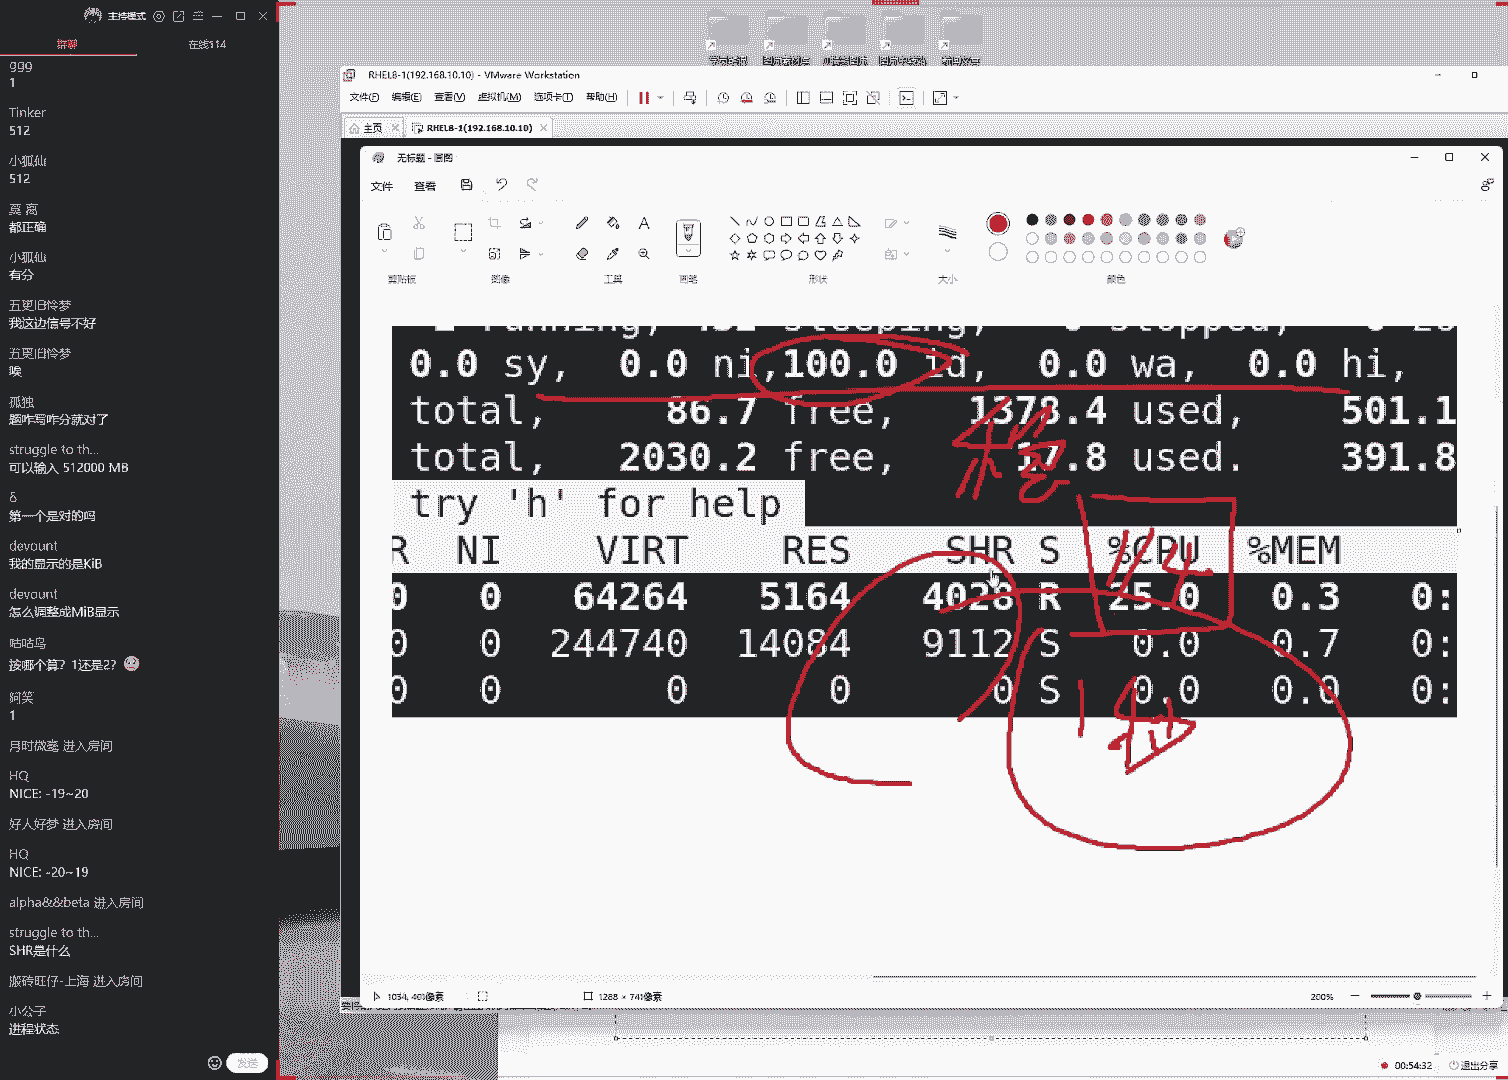 主持模式
群聊
在线114
ggg
1
Tinker
512
小狐仙
512
莫 离
都正确
小狐仙
有分
五更旧怜梦
我这边信号不好
五更旧怜梦
唉
孤独
题咋写咋分就对了
struggle to th...
可以输入 512000 MB
δ
第一个是对的吗
devount
我的显示的是KiB
devount
怎么调整成MiB显示
咕咕鸟
按哪个算？1还是2？
阿笑
1
进入房间
HQ
NICE: -19~20
好人好梦 进入房间
HQ
NICE: -20~19
alpha&&beta 进入房间
struggle to th...
SHR是什么
搬砖旺仔-上海 进入房间
小公子
进程状态
发送
RHEL8-1(192.168.10.10) - VMware Workstation
文件(F) 编辑(E) 查看(V) 虚拟机(M) 选项卡(T) 帮助(H)
主页
RHEL8-1(192.168.10.10)
无标题 - 画图
文件 查看
剪贴板 图像 工具 画笔 形状 大小 颜色
running, sleeping, 0 stopped,
0.0 sy, 0.0 ni,100.0 id, 0.0 wa, 0.0 hi,
total, 86.7 free, 1378.4 used, 501.1
total, 2030.2 free, 17.8 used. 391.8
try 'h' for help
R NI VIRT RES SHR S %CPU %MEM
0 0 64264 5164 4028 R 25.0 0.3 0:
0 0 244740 14084 9112 S 0.0 0.7 0:
0 0 0 0 0 S 0.0 0.0 0:
1/4
1秒
1034, 401像素
1288 × 741像素
200%
00:54:32
退出分享